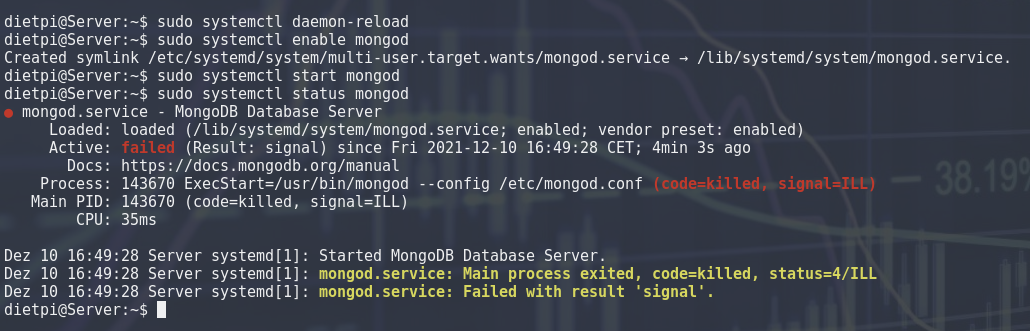 dietpi@Server:~$ sudo systemctl daemon-reload
dietpi@Server:~$ sudo systemctl enable mongod
Created symlink /etc/systemd/system/multi-user.target.wants/mongod.service → /lib/systemd/system/mongod.service.
dietpi@Server:~$ sudo systemctl start mongod
dietpi@Server:~$ sudo systemctl status mongod
● mongod.service - MongoDB Database Server
Loaded: loaded (/lib/systemd/system/mongod.service; enabled; vendor preset: enabled)
Active: failed (Result: signal) since Fri 2021-12-10 16:49:28 CET; 4min 3s ago
Docs: https://docs.mongodb.org/manual
Process: 143670 ExecStart=/usr/bin/mongod --config /etc/mongod.conf (code=killed, signal=ILL)
Main PID: 143670 (code=killed, signal=ILL)
CPU: 35ms
38.19%
Dez 10 16:49:28 Server systemd[1]: Started MongoDB Database Server.
Dez 10 16:49:28 Server systemd[1]: mongod.service: Main process exited, code=killed, status=4/ILL
Dez 10 16:49:28 Server systemd[1]: mongod.service: Failed with result 'signal'.
dietpi@Server:~$